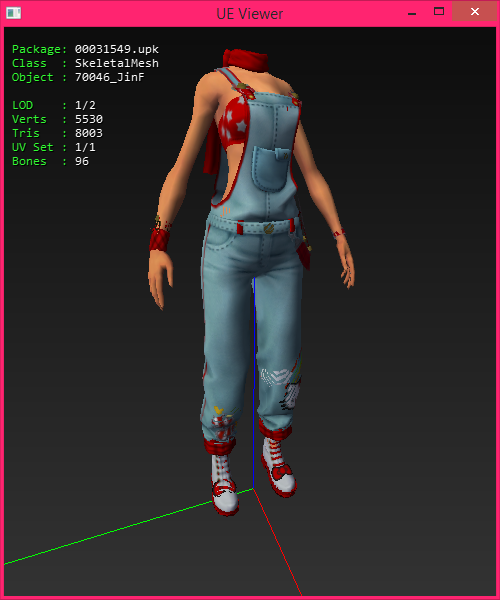 UE Viewer
Package: 00031549.upk
Class  : SkeletalMesh
Object : 70046_JinF
LOD    : 1/2
Verts  : 5530
Tris   : 8003
UV Set : 1/1
Bones  : 96